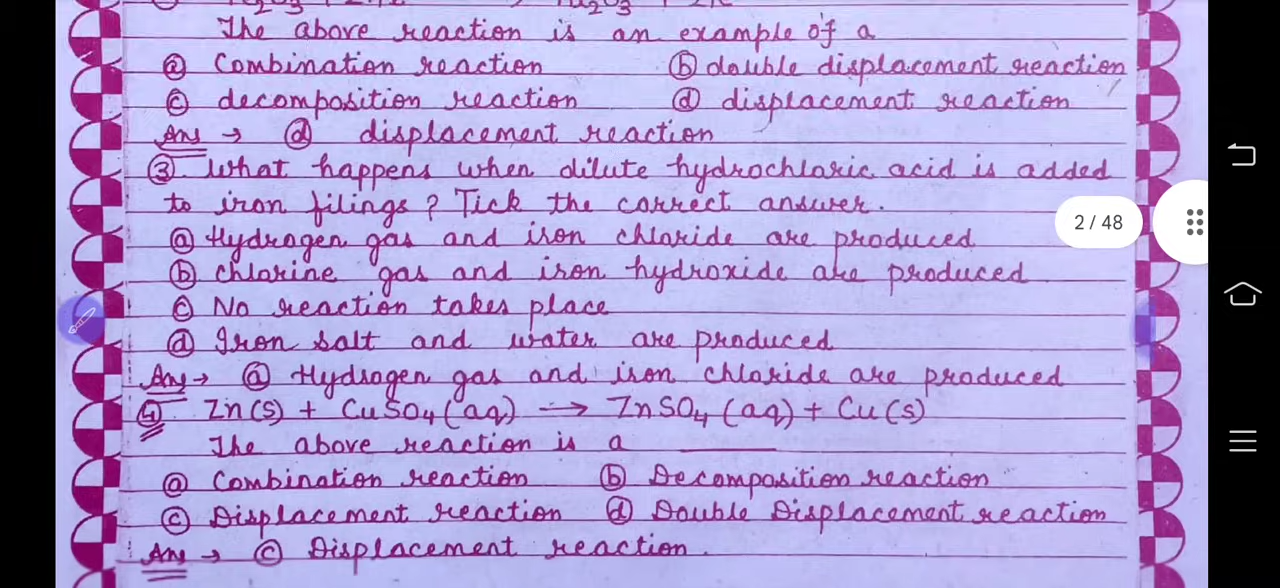 The above reaction is an example of a
ⓐ Combination reaction ⓑ double displacement reaction
ⓒ decomposition reaction ⓓ displacement reaction
Ans → ⓓ displacement reaction
③ What happens when dilute hydrochloric acid is added
to iron filings? Tick the correct answer.
ⓐ Hydrogen gas and iron chloride are produced
2 / 48
ⓑ chlorine gas and iron hydroxide are produced
ⓒ No reaction takes place
ⓓ Iron salt and water are produced
Ans → ⓐ Hydrogen gas and iron chloride are produced
④ Zn(s) + CuSO₄(aq) → ZnSO₄(aq) + Cu(s)
The above reaction is a ______
ⓐ Combination reaction ⓑ Decomposition reaction
ⓒ Displacement reaction ⓓ Double Displacement reaction
Ans → ⓒ Displacement reaction.